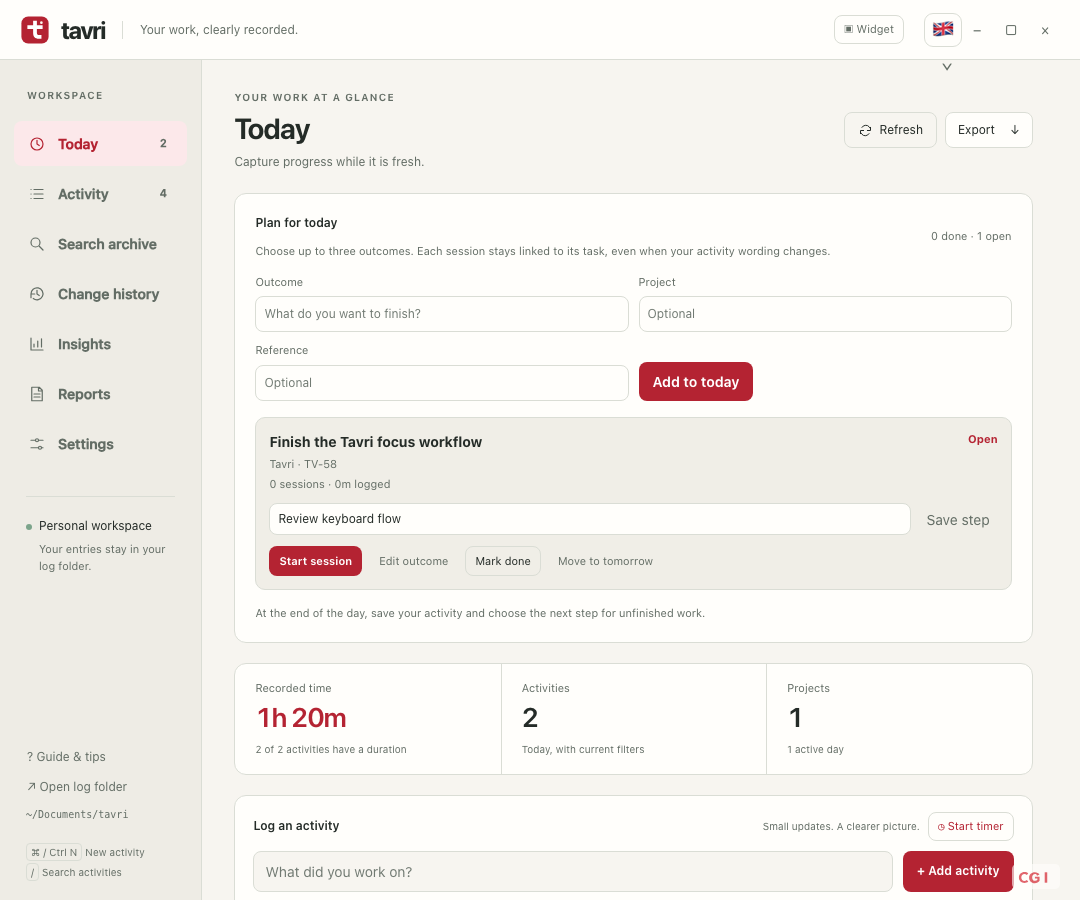 tavri
Your work, clearly recorded.
Widget
WORKSPACE
Today 2
Activity 4
Search archive
Change history
Insights
Reports
Settings
Personal workspace
Your entries stay in your
log folder.
? Guide & tips
↗ Open log folder
~/Documents/tavri
⌘ / Ctrl N New activity
/ Search activities
YOUR WORK AT A GLANCE
Today
Capture progress while it is fresh.
Refresh
Export ↓
Plan for today
Choose up to three outcomes. Each session stays linked to its task, even when your activity wording changes.
0 done · 1 open
Outcome
What do you want to finish?
Project
Optional
Reference
Optional
Add to today
Finish the Tavri focus workflow
Open
Tavri · TV-58
0 sessions · 0m logged
Review keyboard flow
Save step
Start session
Edit outcome
Mark done
Move to tomorrow
At the end of the day, save your activity and choose the next step for unfinished work.
Recorded time
1h 20m
2 of 2 activities have a duration
Activities
2
Today, with current filters
Projects
1
1 active day
Log an activity
Small updates. A clearer picture.
Start timer
What did you work on?
+ Add activity
CGI